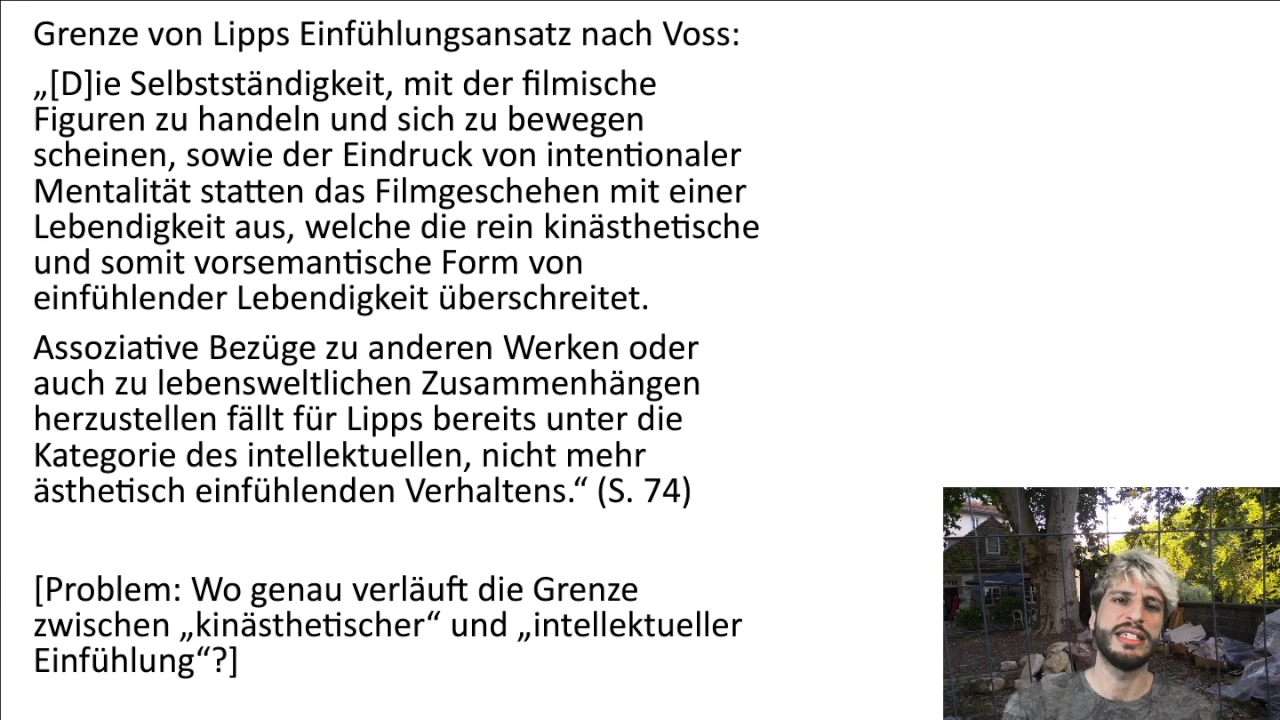 Grenze von Lipps Einfühlungsansatz nach Voss:
„[D]ie Selbstständigkeit, mit der filmische
Figuren zu handeln und sich zu bewegen
scheinen, sowie der Eindruck von intentionaler
Mentalität statten das Filmgeschehen mit einer
Lebendigkeit aus, welche die rein kinästhetische
und somit vorsemantische Form von
einfühlender Lebendigkeit überschreitet.
Assoziative Bezüge zu anderen Werken oder
auch zu lebensweltlichen Zusammenhängen
herzustellen fällt für Lipps bereits unter die
Kategorie des intellektuellen, nicht mehr
ästhetisch einfühlenden Verhaltens.“ (S. 74)
[Problem: Wo genau verläuft die Grenze
zwischen „kinästhetischer“ und „intellektueller
Einfühlung“?]